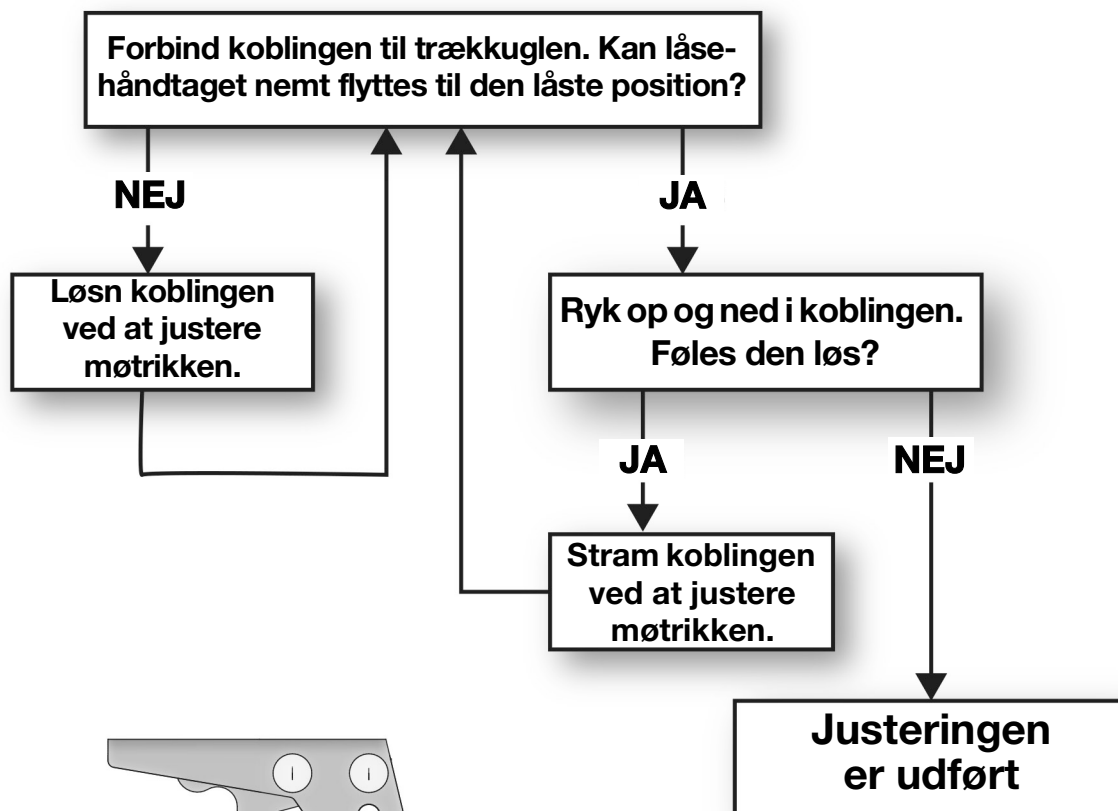 Forbind koblingen til trækkuglen. Kan låse-
håndtaget nemt flyttes til den låste position?
NEJ
JA
Løsn koblingen
ved at justere
møtrikken.
Ryk op og ned i koblingen.
Føles den løs?
JA
NEJ
Stram koblingen
ved at justere
møtrikken.
Justeringen
er udført